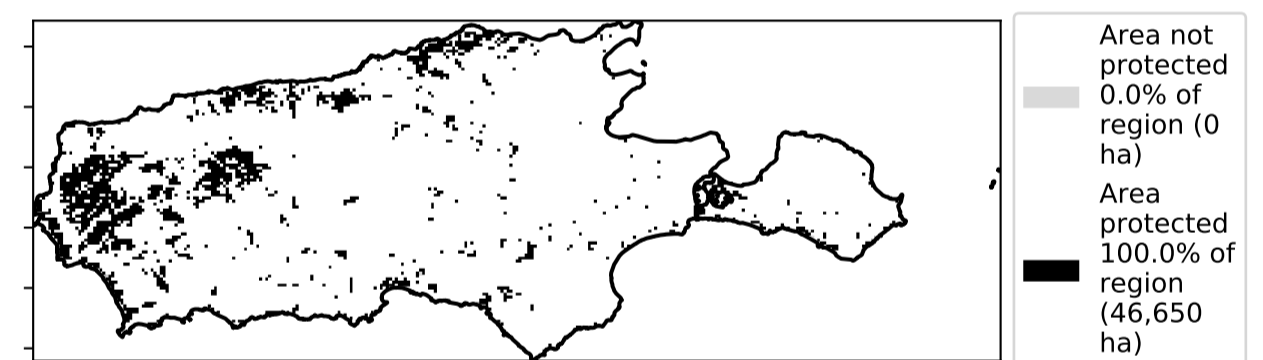 Area not
protected
0.0% of
region (0
ha)
Area
protected
100.0% of
region
(46,650
ha)